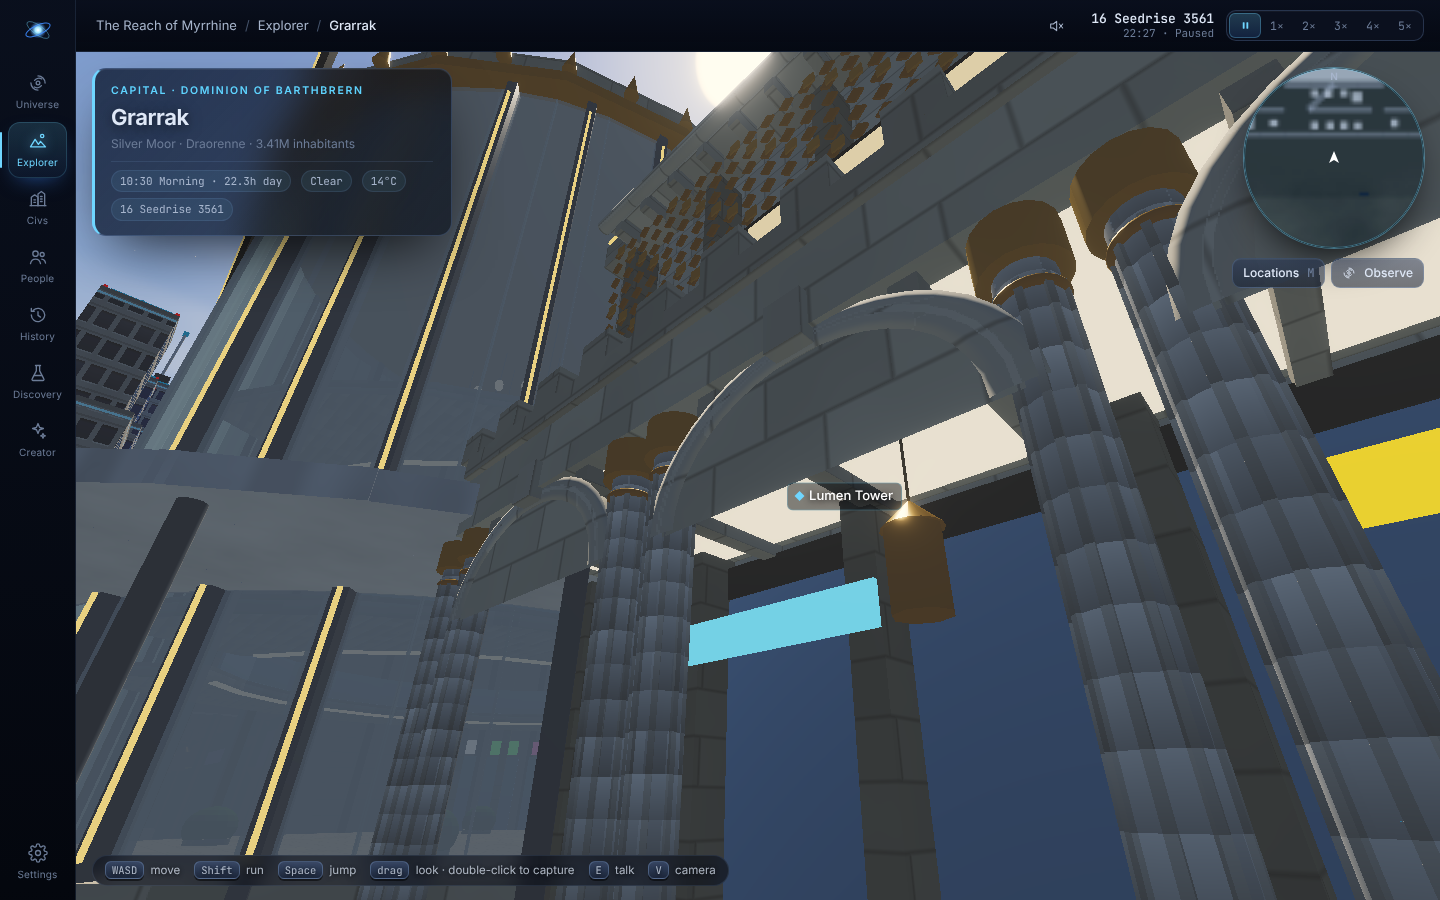 The Reach of Myrrhine / Explorer / Grarrak
16 Seedrise 3561
22:27 · Paused
1× 2× 3× 4× 5×
Universe
Explorer
Civs
People
History
Discovery
Creator
Settings
CAPITAL · DOMINION OF BARTHBRERN
Grarrak
Silver Moor · Draorenne · 3.41M inhabitants
10:30 Morning · 22.3h day
Clear
14°C
16 Seedrise 3561
N
Locations M
Observe
Lumen Tower
WASD move Shift run Space jump drag look · double-click to capture E talk V camera